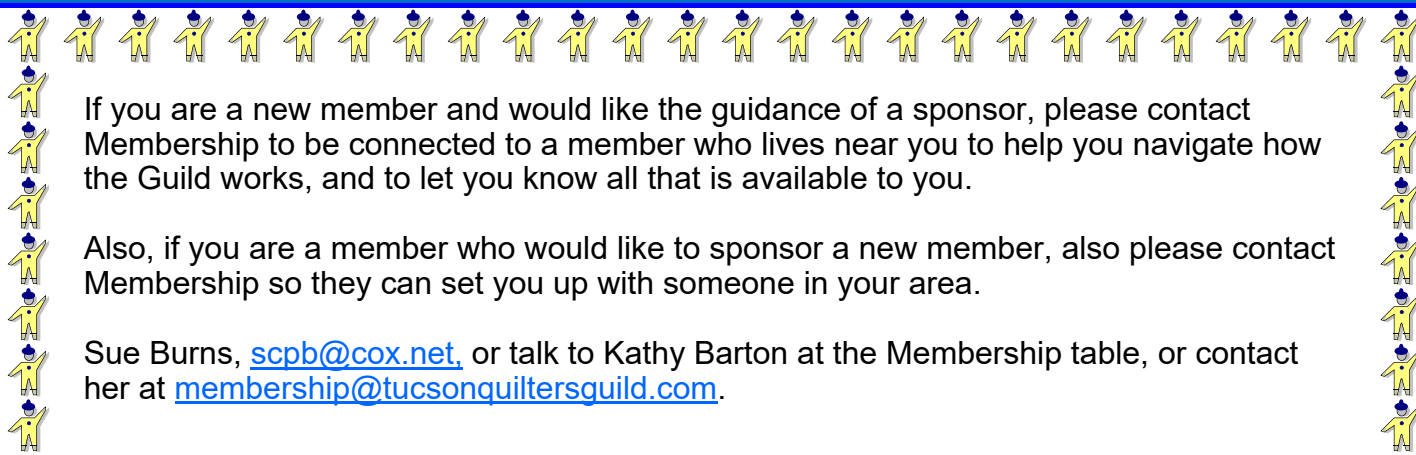 If you are a new member and would like the guidance of a sponsor, please contact
Membership to be connected to a member who lives near you to help you navigate how
the Guild works, and to let you know all that is available to you.
Also, if you are a member who would like to sponsor a new member, also please contact
Membership so they can set you up with someone in your area.
Sue Burns, scpb@cox.net, or talk to Kathy Barton at the Membership table, or contact
her at membership@tucsonquiltersguild.com.